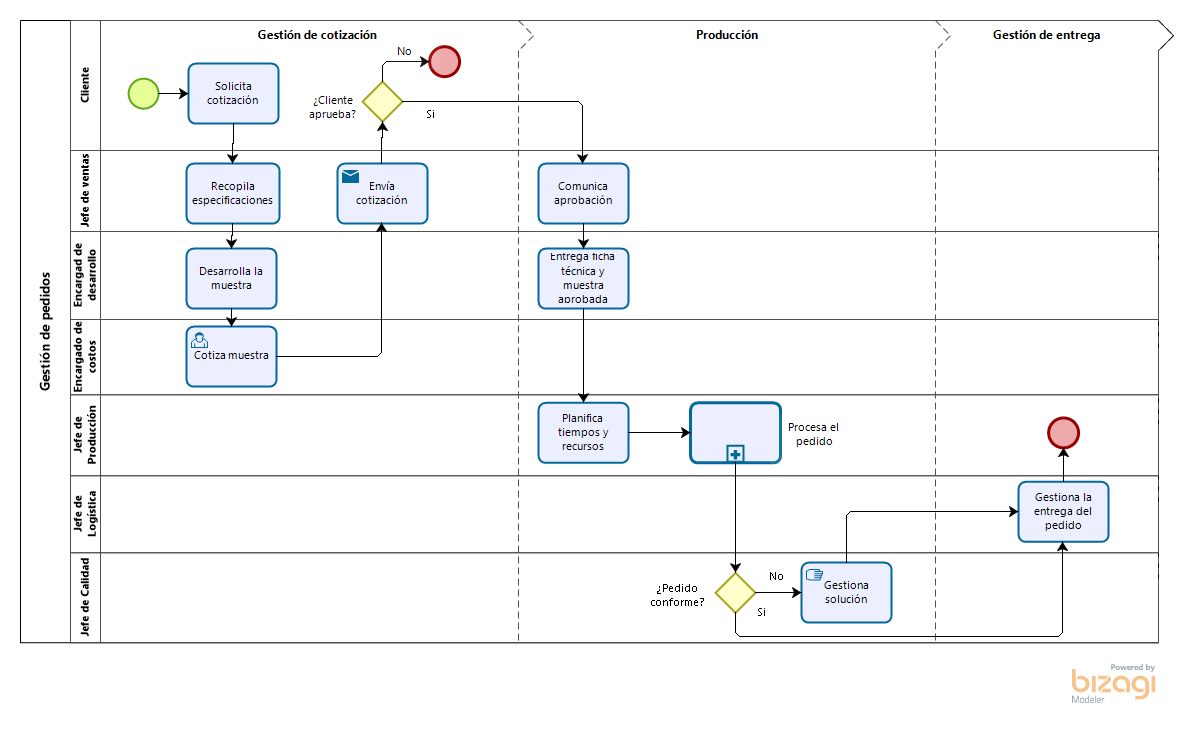 Gestión de cotización
Producción
Gestión de entrega
Gestión de pedidos
Cliente
Solicita
cotización
¿Cliente
aprueba?
No
Si
Jefe de ventas
Recopila
especificaciones
Envía
cotización
Comunica
aprobación
Encargad de
desarrollo
Desarrolla la
muestra
Entrega ficha
técnica y
muestra
aprobada
Encargado de
costos
Cotiza muestra
Jefe de
Producción
Planifica
tiempos y
recursos
Procesa el
pedido
Jefe de
Logística
Gestiona la
entrega del
pedido
Jefe de Calidad
¿Pedido
conforme?
No
Si
Gestiona
solución
Powered by
bizagi
Modeler